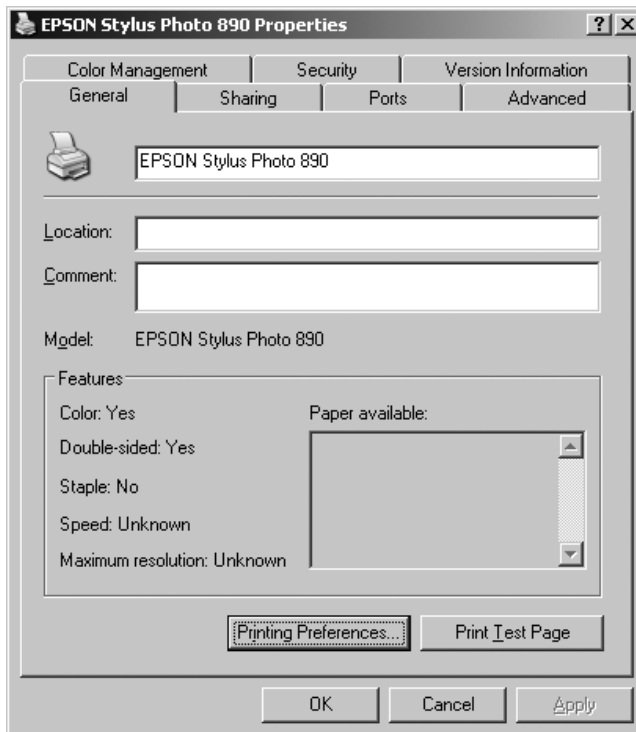 EPSON Stylus Photo 890 Properties ? X
Color Management Security Version Information
General Sharing Ports Advanced
EPSON Stylus Photo 890
Location:
Comment:
Model: EPSON Stylus Photo 890
Features
Color: Yes Paper available:
Double-sided: Yes
Staple: No
Speed: Unknown
Maximum resolution: Unknown
Printing Preferences... Print Test Page
OK Cancel Apply